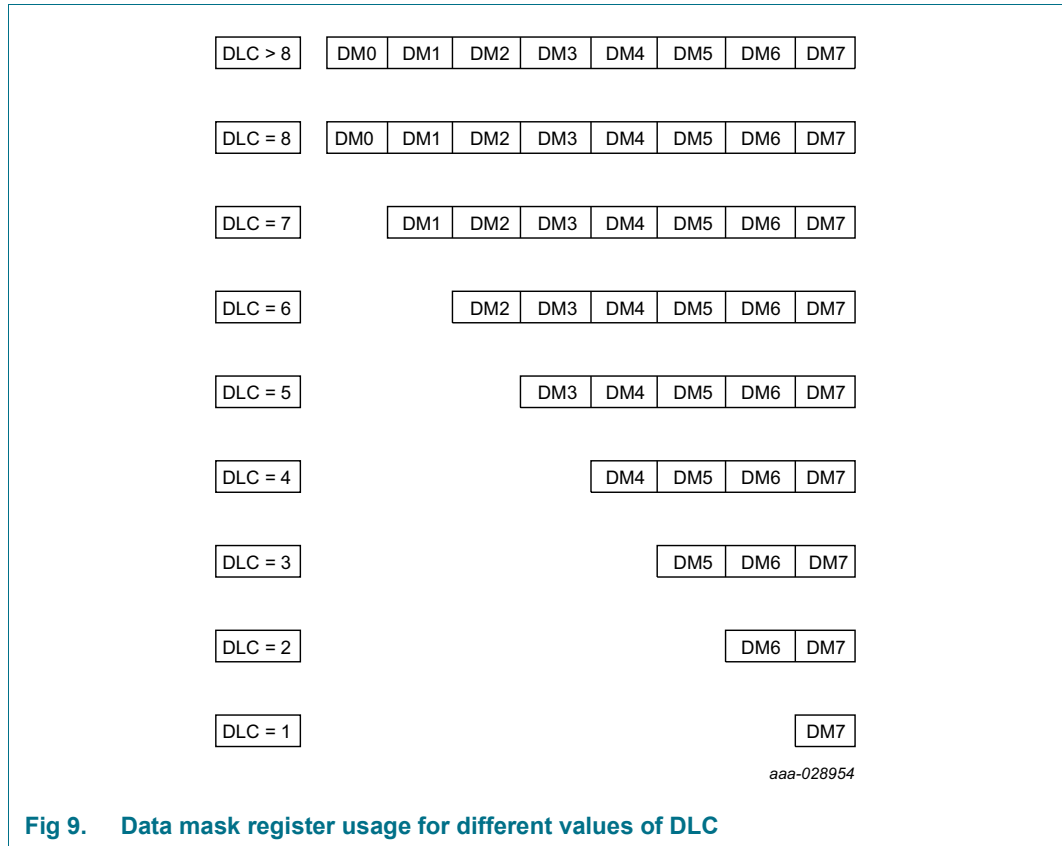 DLC > 8 DM0 DM1 DM2 DM3 DM4 DM5 DM6 DM7
DLC = 8 DM0 DM1 DM2 DM3 DM4 DM5 DM6 DM7
DLC = 7 DM1 DM2 DM3 DM4 DM5 DM6 DM7
DLC = 6 DM2 DM3 DM4 DM5 DM6 DM7
DLC = 5 DM3 DM4 DM5 DM6 DM7
DLC = 4 DM4 DM5 DM6 DM7
DLC = 3 DM5 DM6 DM7
DLC = 2 DM6 DM7
DLC = 1 DM7
aaa-028954
Fig 9. Data mask register usage for different values of DLC